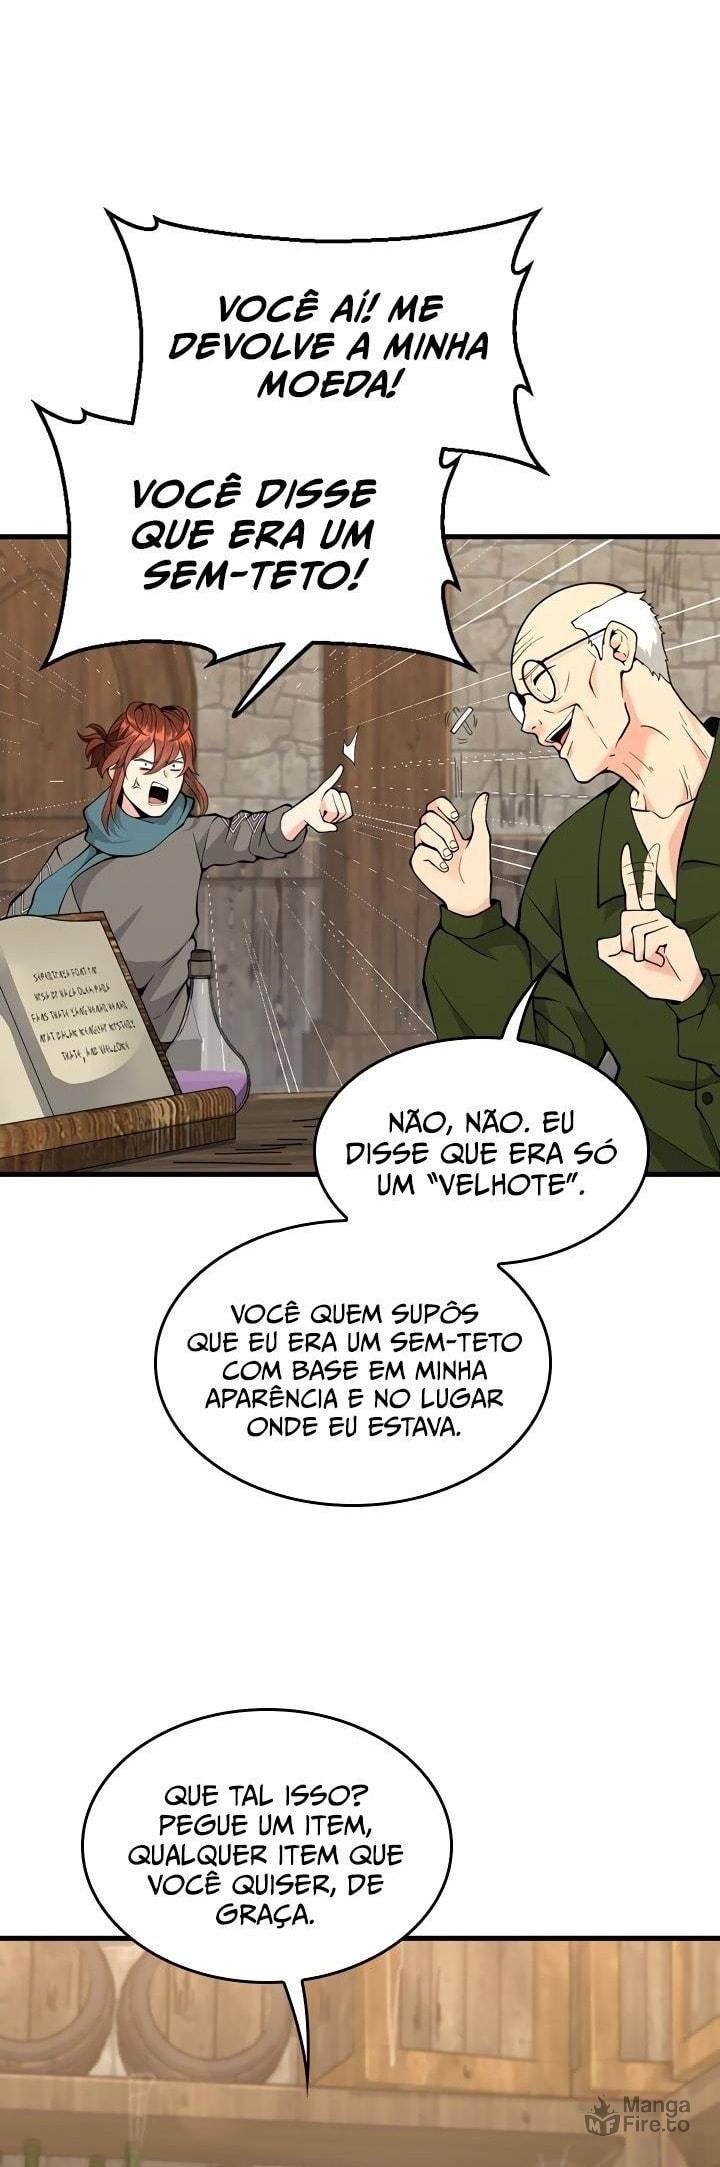 VOCÊ AÍ! ME
DEVOLVE A MINHA
MOEDA!
VOCÊ DISSE
QUE ERA UM
SEM-TETO!
NÃO, NÃO. EU
DISSE QUE ERA SÓ
UM "VELHOTE".
VOCÊ QUEM SUPÔS
QUE EU ERA UM SEM-TETO
COM BASE EM MINHA
APARÊNCIA E NO LUGAR
ONDE EU ESTAVA.
QUE TAL ISSO?
PEGUE UM ITEM,
QUALQUER ITEM QUE
VOCÊ QUISER, DE
GRAÇA.
Manga
MF Fire.to